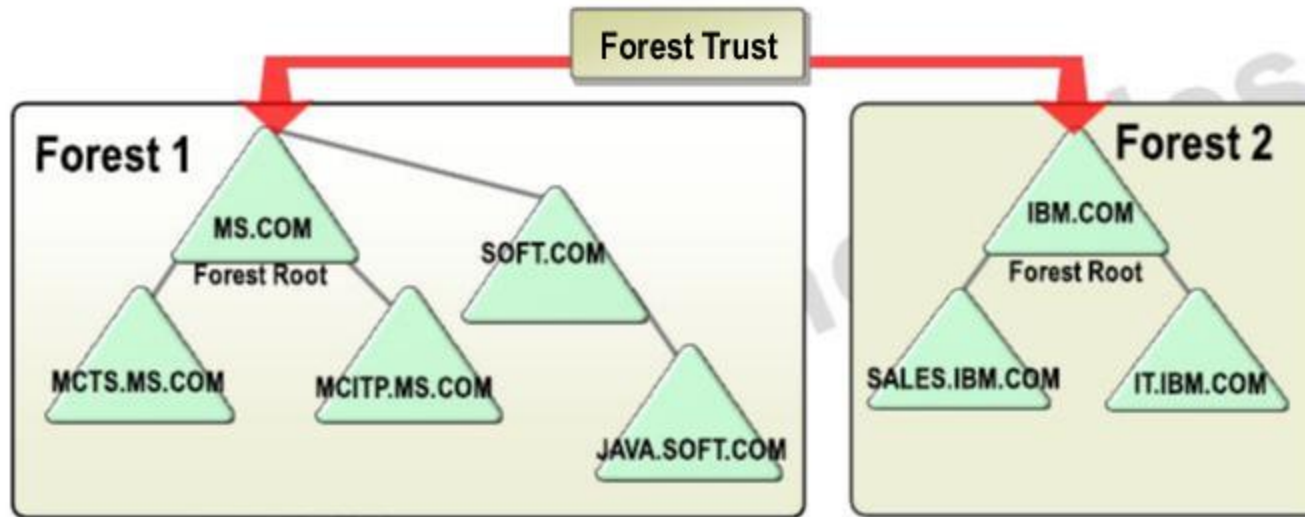 Forest Trust
Forest 1
MS.COM
Forest Root
SOFT.COM
MCTS.MS.COM
MCITP.MS.COM
JAVA.SOFT.COM
Forest 2
IBM.COM
Forest Root
SALES.IBM.COM
IT.IBM.COM